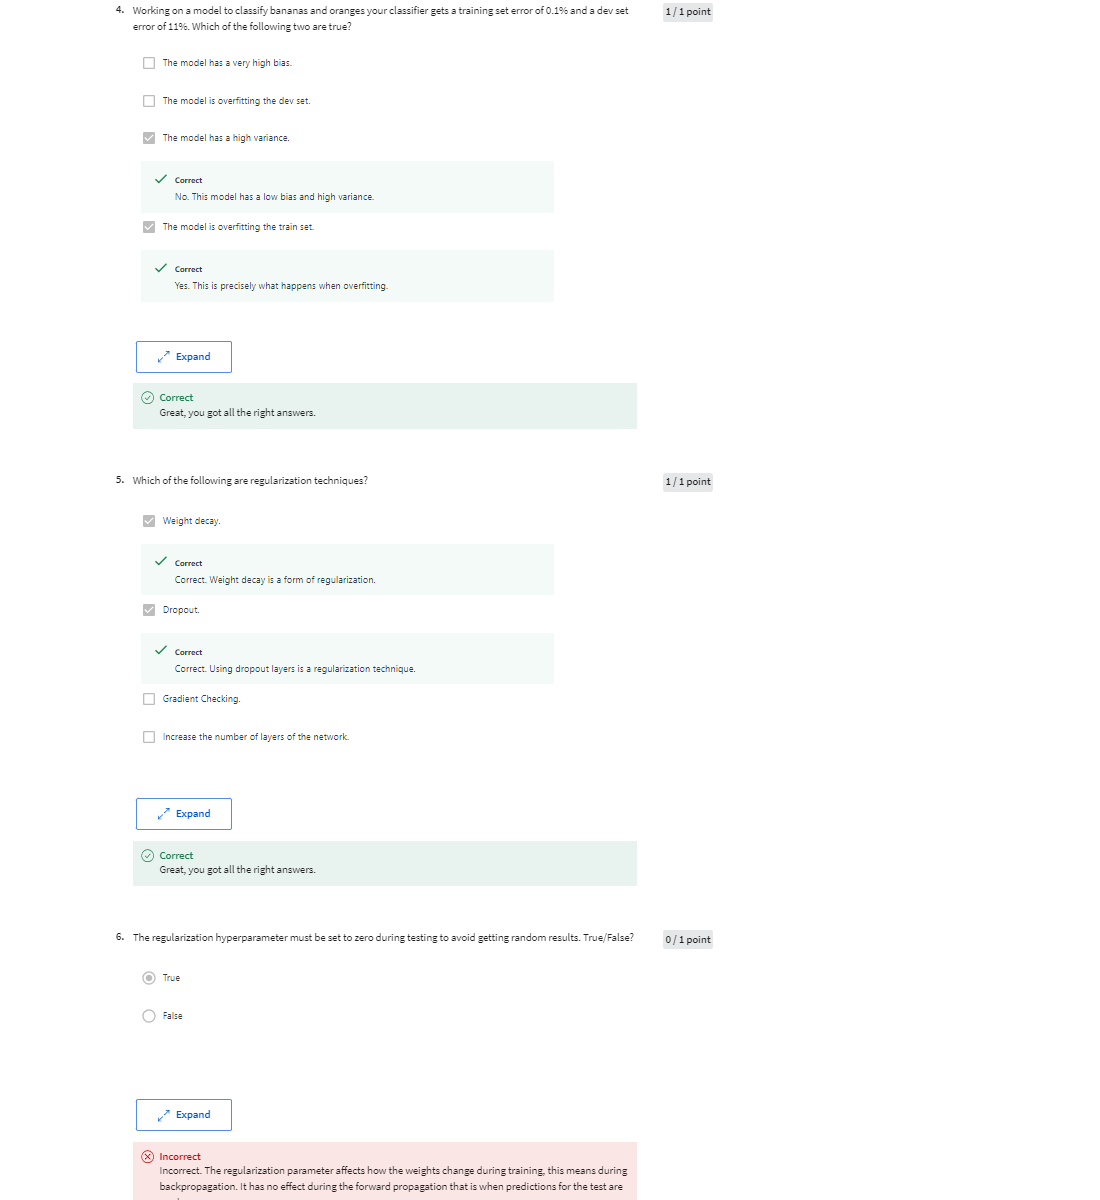 4. Working on a model to classify bananas and oranges your classifier gets a training set error of 0.1% and a dev set
1 / 1 point
error of 11%. Which of the following two are true?
The model has a very high bias.
The model is overfitting the dev set.
The model has a high variance.
Correct
No. This model has a low bias and high variance.
The model is overfitting the train set.
Correct
Yes. This is precisely what happens when overfitting.
Expand
Correct
Great, you got all the right answers.
5. Which of the following are regularization techniques?
1 / 1 point
Weight decay.
Correct
Correct. Weight decay is a form of regularization.
Dropout.
Correct
Correct. Using dropout layers is a regularization technique.
Gradient Checking.
Increase the number of layers of the network.
Expand
Correct
Great, you got all the right answers.
6. The regularization hyperparameter must be set to zero during testing to avoid getting random results. True/False?
0 / 1 point
True
False
Expand
Incorrect
Incorrect. The regularization parameter affects how the weights change during training, this means during
backpropagation. It has no effect during the forward propagation that is when predictions for the test are